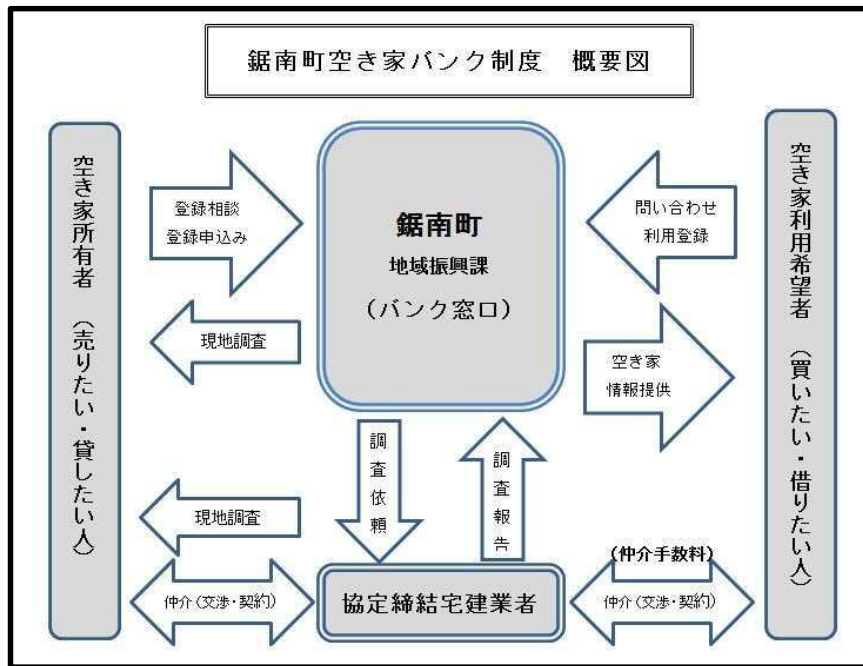 鋸南町空き家バンク制度　概要図
空き家所有者　（売りたい・貸したい人）
登録相談
登録申込み
現地調査
鋸南町
地域振興課
（バンク窓口）
問い合わせ
利用登録
空き家
情報提供
空き家利用希望者　（買いたい・借りたい人）
調査依頼
調査報告
現地調査
仲介（交渉・契約）
協定締結宅建業者
（仲介手数料）
仲介（交渉・契約）